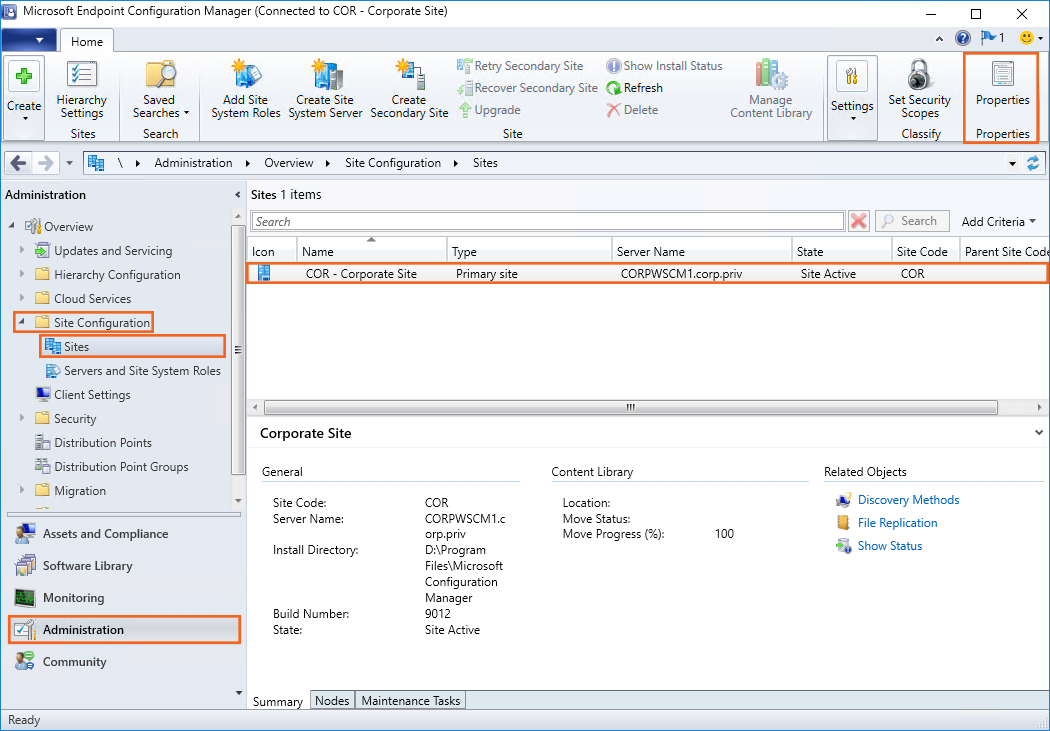 Microsoft Endpoint Configuration Manager (Connected to COR - Corporate Site)
Home
1
Create
Hierarchy
Settings
Sites
Saved
Searches
Search
Add Site
System Roles
Create Site
System Server
Create
Secondary Site
Retry Secondary Site
Recover Secondary Site
Upgrade
Show Install Status
Refresh
Delete
Site
Manage
Content Library
Settings
Set Security
Scopes
Classify
Properties
Properties
\ Administration Overview Site Configuration Sites
Administration
Overview
Updates and Servicing
Hierarchy Configuration
Cloud Services
Site Configuration
Sites
Servers and Site System Roles
Client Settings
Security
Distribution Points
Distribution Point Groups
Migration
Assets and Compliance
Software Library
Monitoring
Administration
Community
Sites 1 items
Search
Search
Add Criteria
Icon Name Type Server Name State Site Code Parent Site Code
COR - Corporate Site Primary site CORPWSCM1.corp.priv Site Active COR
Corporate Site
General
Site Code: COR
Server Name: CORPWSCM1.c
orp.priv
Install Directory: D:\Program
Files\Microsoft
Configuration
Manager
Build Number: 9012
State: Site Active
Content Library
Location:
Move Status:
Move Progress (%): 100
Related Objects
Discovery Methods
File Replication
Show Status
Summary Nodes Maintenance Tasks
Ready